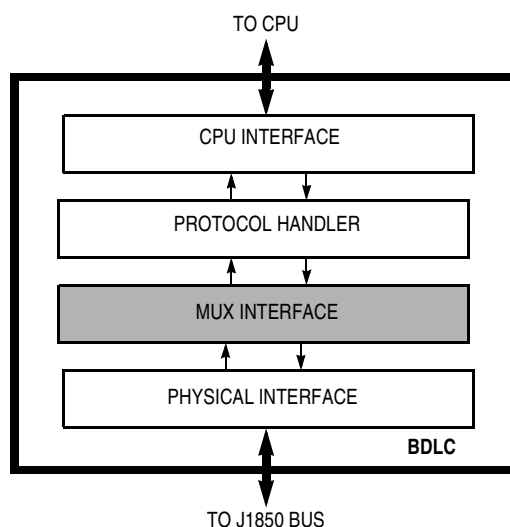 TO CPU
CPU INTERFACE
PROTOCOL HANDLER
MUX INTERFACE
PHYSICAL INTERFACE
BDLC
TO J1850 BUS